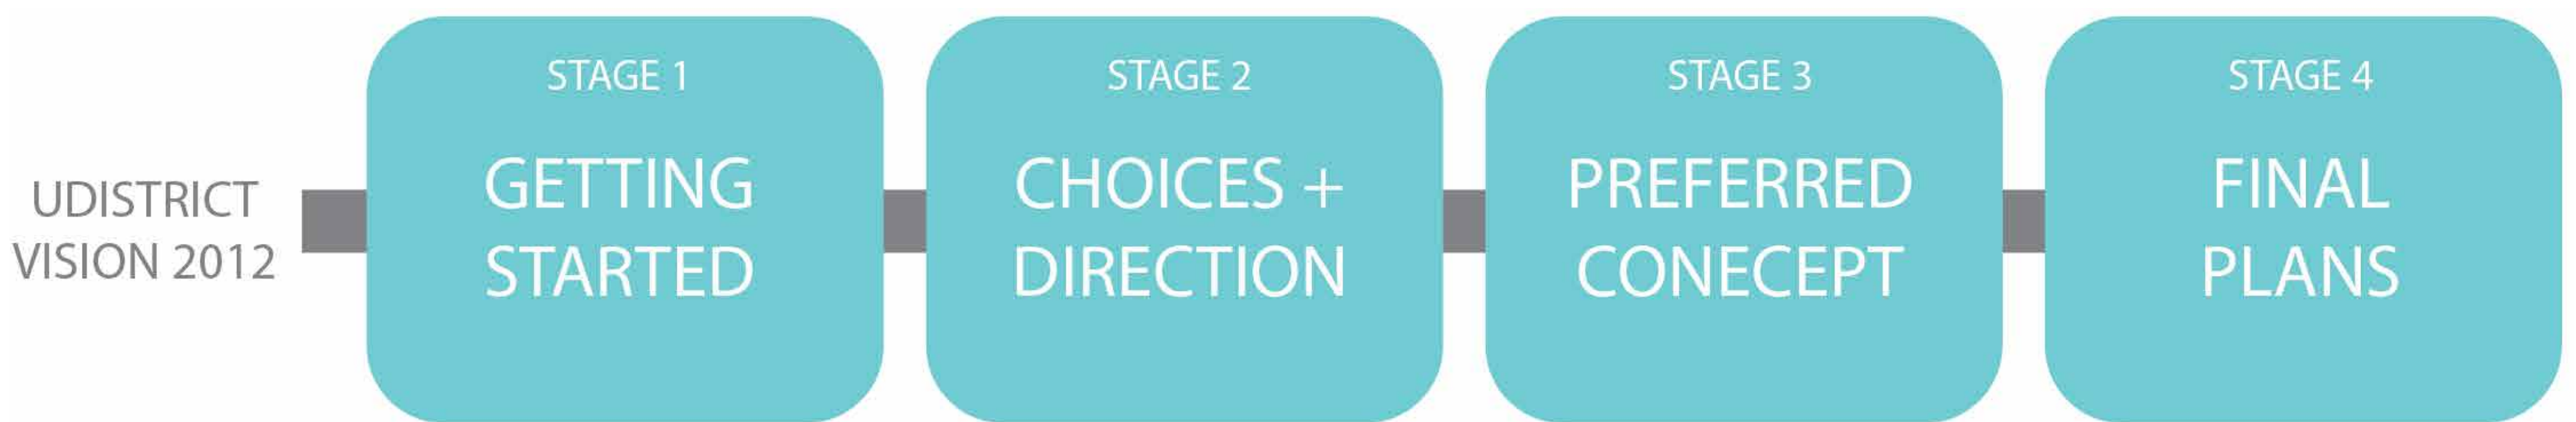 UDISTRICT
VISION 2012
STAGE 1
GETTING
STARTED
STAGE 2
CHOICES +
DIRECTION
STAGE 3
PREFERRED
CONECEPT
STAGE 4
FINAL
PLANS